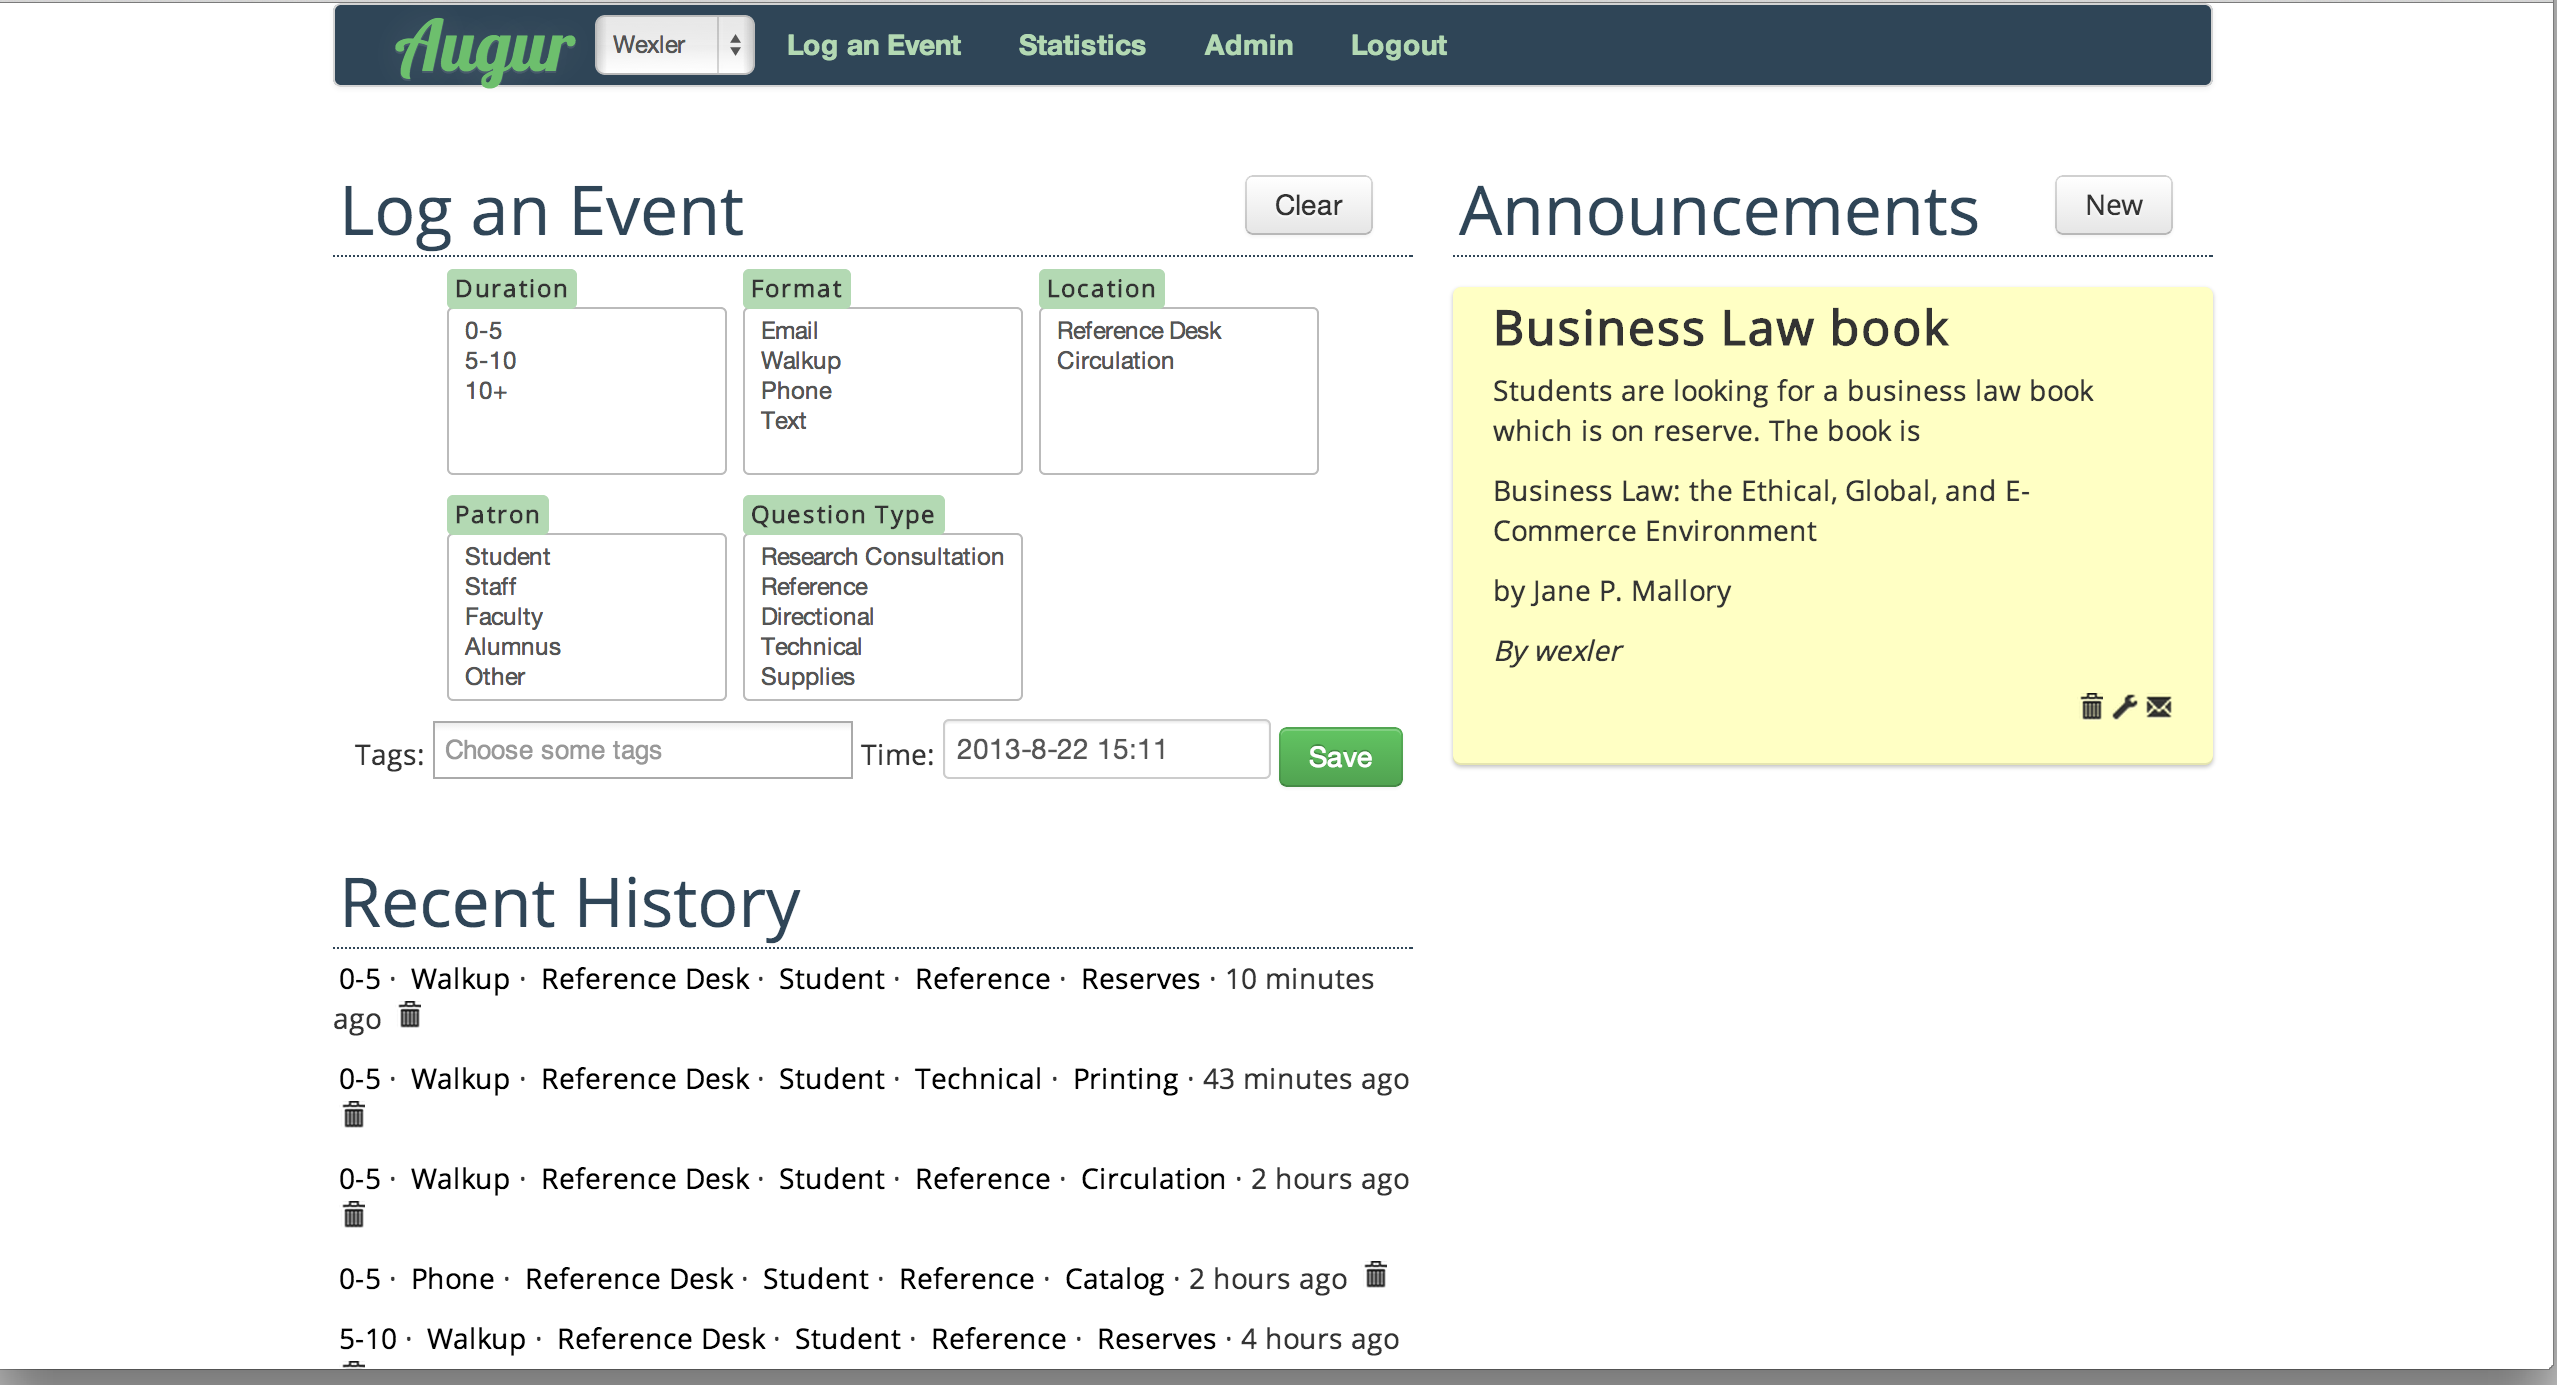 Augur Wexler Log an Event Statistics Admin Logout
Log an Event Clear
Duration Format Location
0-5 Email Reference Desk
5-10 Walkup Circulation
10+ Phone
Text
Patron Question Type
Student Research Consultation
Staff Reference
Faculty Directional
Alumnus Technical
Other Supplies
Tags: Choose some tags Time: 2013-8-22 15:11 Save
Announcements New
Business Law book
Students are looking for a business law book
which is on reserve. The book is
Business Law: the Ethical, Global, and E-
Commerce Environment
by Jane P. Mallory
By wexler
Recent History
0-5 · Walkup · Reference Desk · Student · Reference · Reserves · 10 minutes
ago
0-5 · Walkup · Reference Desk · Student · Technical · Printing · 43 minutes ago
0-5 · Walkup · Reference Desk · Student · Reference · Circulation · 2 hours ago
0-5 · Phone · Reference Desk · Student · Reference · Catalog · 2 hours ago
5-10 · Walkup · Reference Desk · Student · Reference · Reserves · 4 hours ago